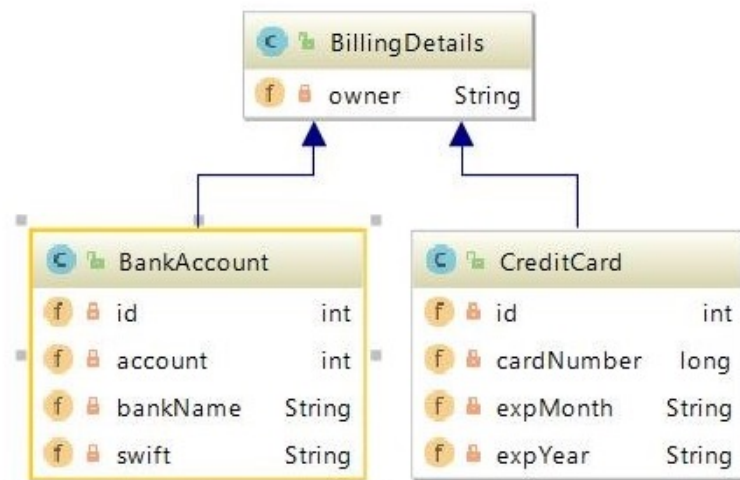 C BillingDetails
f owner String
C BankAccount
f id int
f account int
f bankName String
f swift String
C CreditCard
f id int
f cardNumber long
f expMonth String
f expYear String